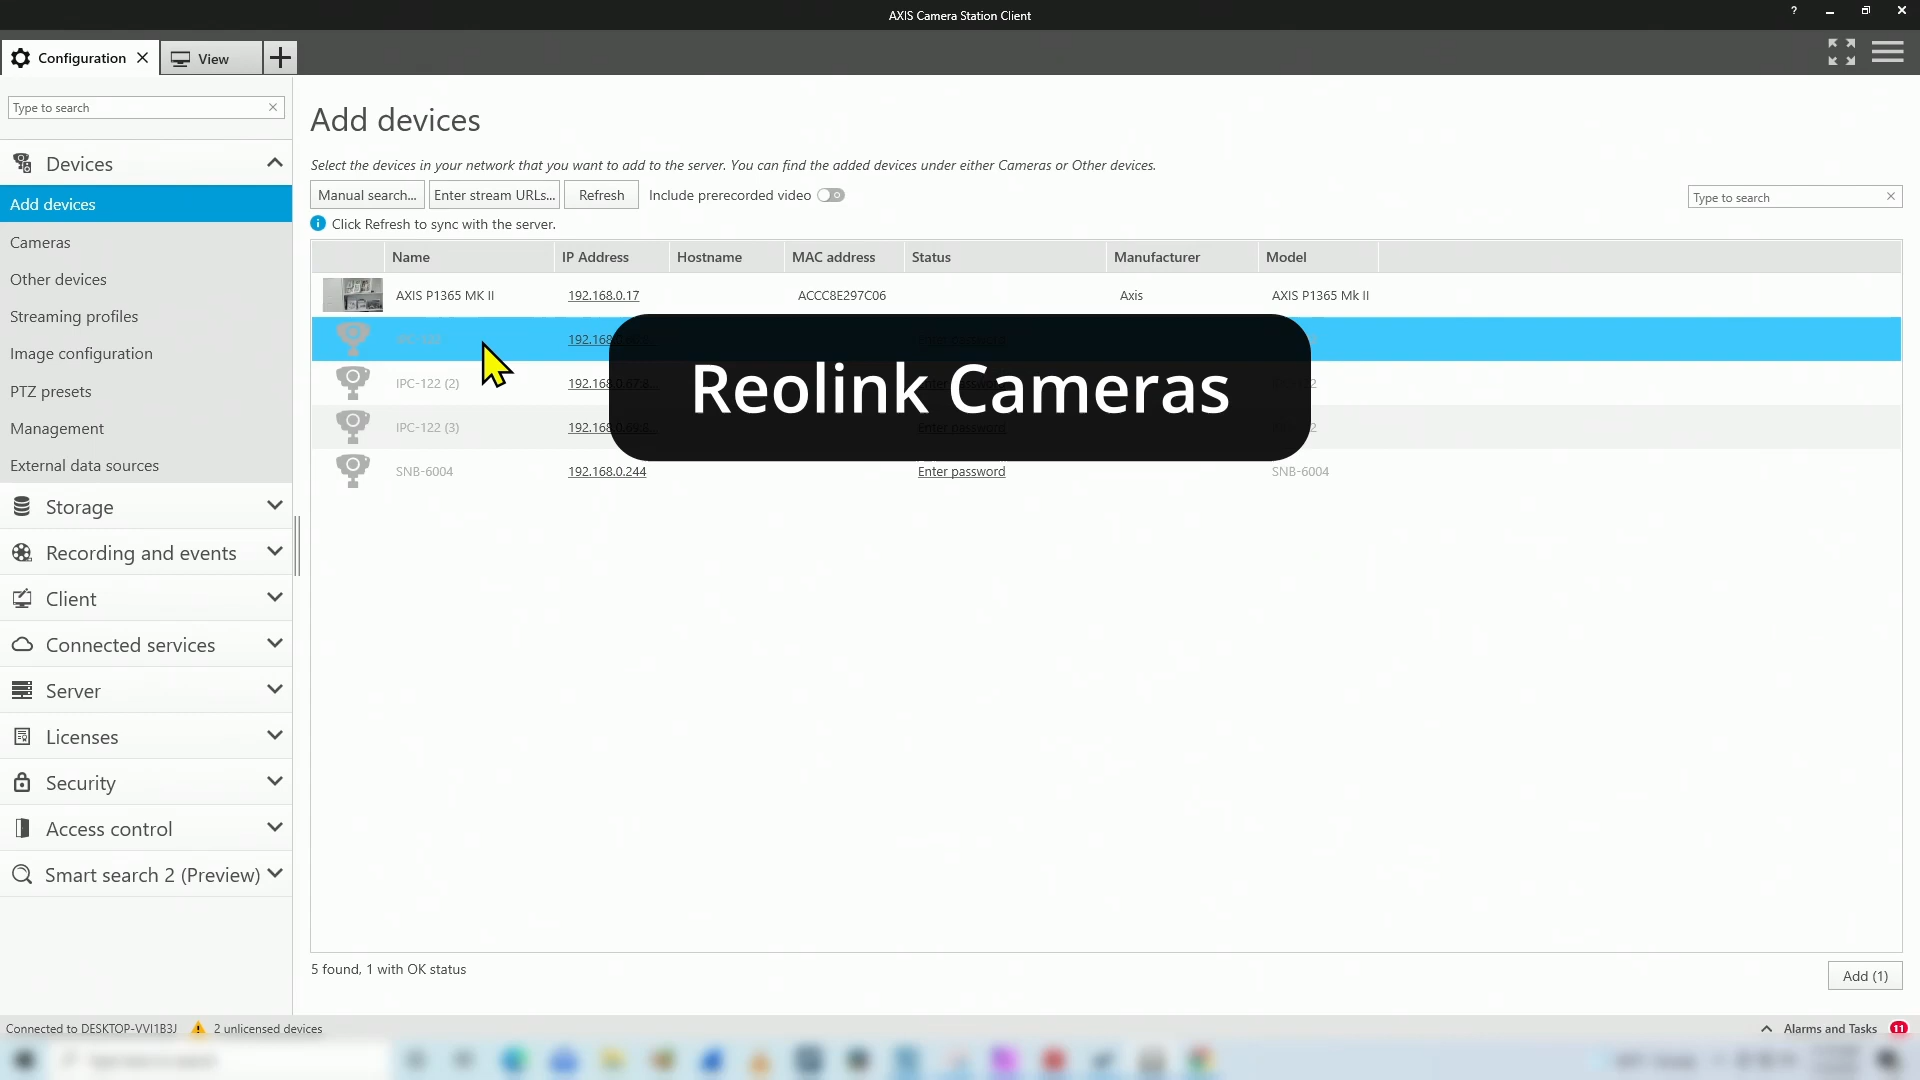 AXIS Camera Station Client
?
Configuration
View
Type to search
Devices
Add devices
Cameras
Other devices
Streaming profiles
Image configuration
PTZ presets
Management
External data sources
Storage
Recording and events
Client
Connected services
Server
Licenses
Security
Access control
Smart search 2 (Preview)
Add devices
Select the devices in your network that you want to add to the server. You can find the added devices under either Cameras or Other devices.
Manual search... Enter stream URLs... Refresh Include prerecorded video
Type to search
Click Refresh to sync with the server.
Name IP Address Hostname MAC address Status Manufacturer Model
AXIS P1365 MK II 192.168.0.17 ACCC8E297C06 Axis AXIS P1365 Mk II
IPC-122
IPC-122 (2)
IPC-122 (3) Enter password
SNB-6004 192.168.0.244 Enter password SNB-6004
Reolink Cameras
5 found, 1 with OK status
Add (1)
Connected to DESKTOP-VVI1B3J 2 unlicensed devices
Alarms and Tasks 11